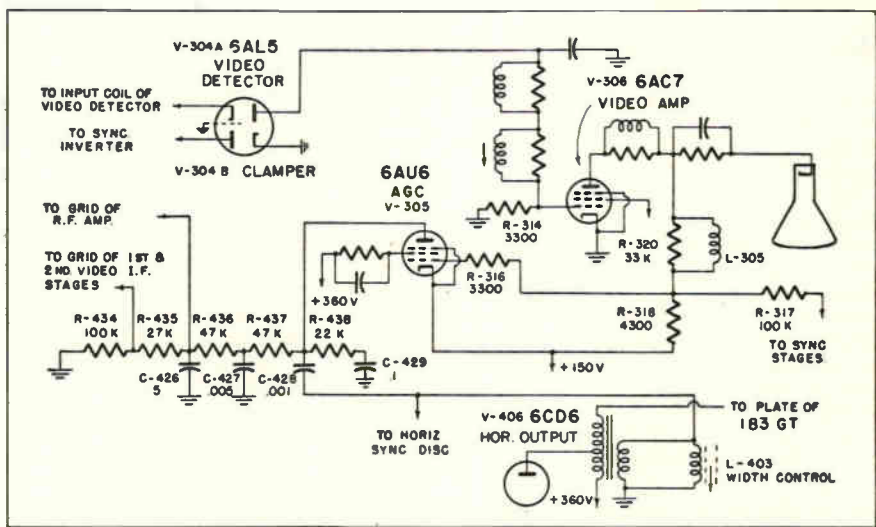 V-304A 6AL5
VIDEO
DETECTOR
TO INPUT COIL OF
VIDEO DETECTOR
TO SYNC
INVERTER
V-304 B CLAMPER
V-306 6AC7
VIDEO AMP
6AU6
AGC
V-305
R-314
3300
R-320
33 K
L-305
TO GRID OF
R.F. AMP.
TO GRID OF 1ST &
2ND. VIDEO I.F.
STAGES
+360V
R-316
3300
R-318
4300
R-317
100 K
TO SYNC
STAGES
R-434
100 K
R-435
27 K
R-436
47 K
R-437
47 K
R-438
22 K
C-426
.5
C-427
.005
C-428
.001
C-429
.1
+150V
TO HORIZ
SYNC DISC
V-406 6CD6
HOR. OUTPUT
+360V
TO PLATE OF
183 GT
L-403
WIDTH CONTROL